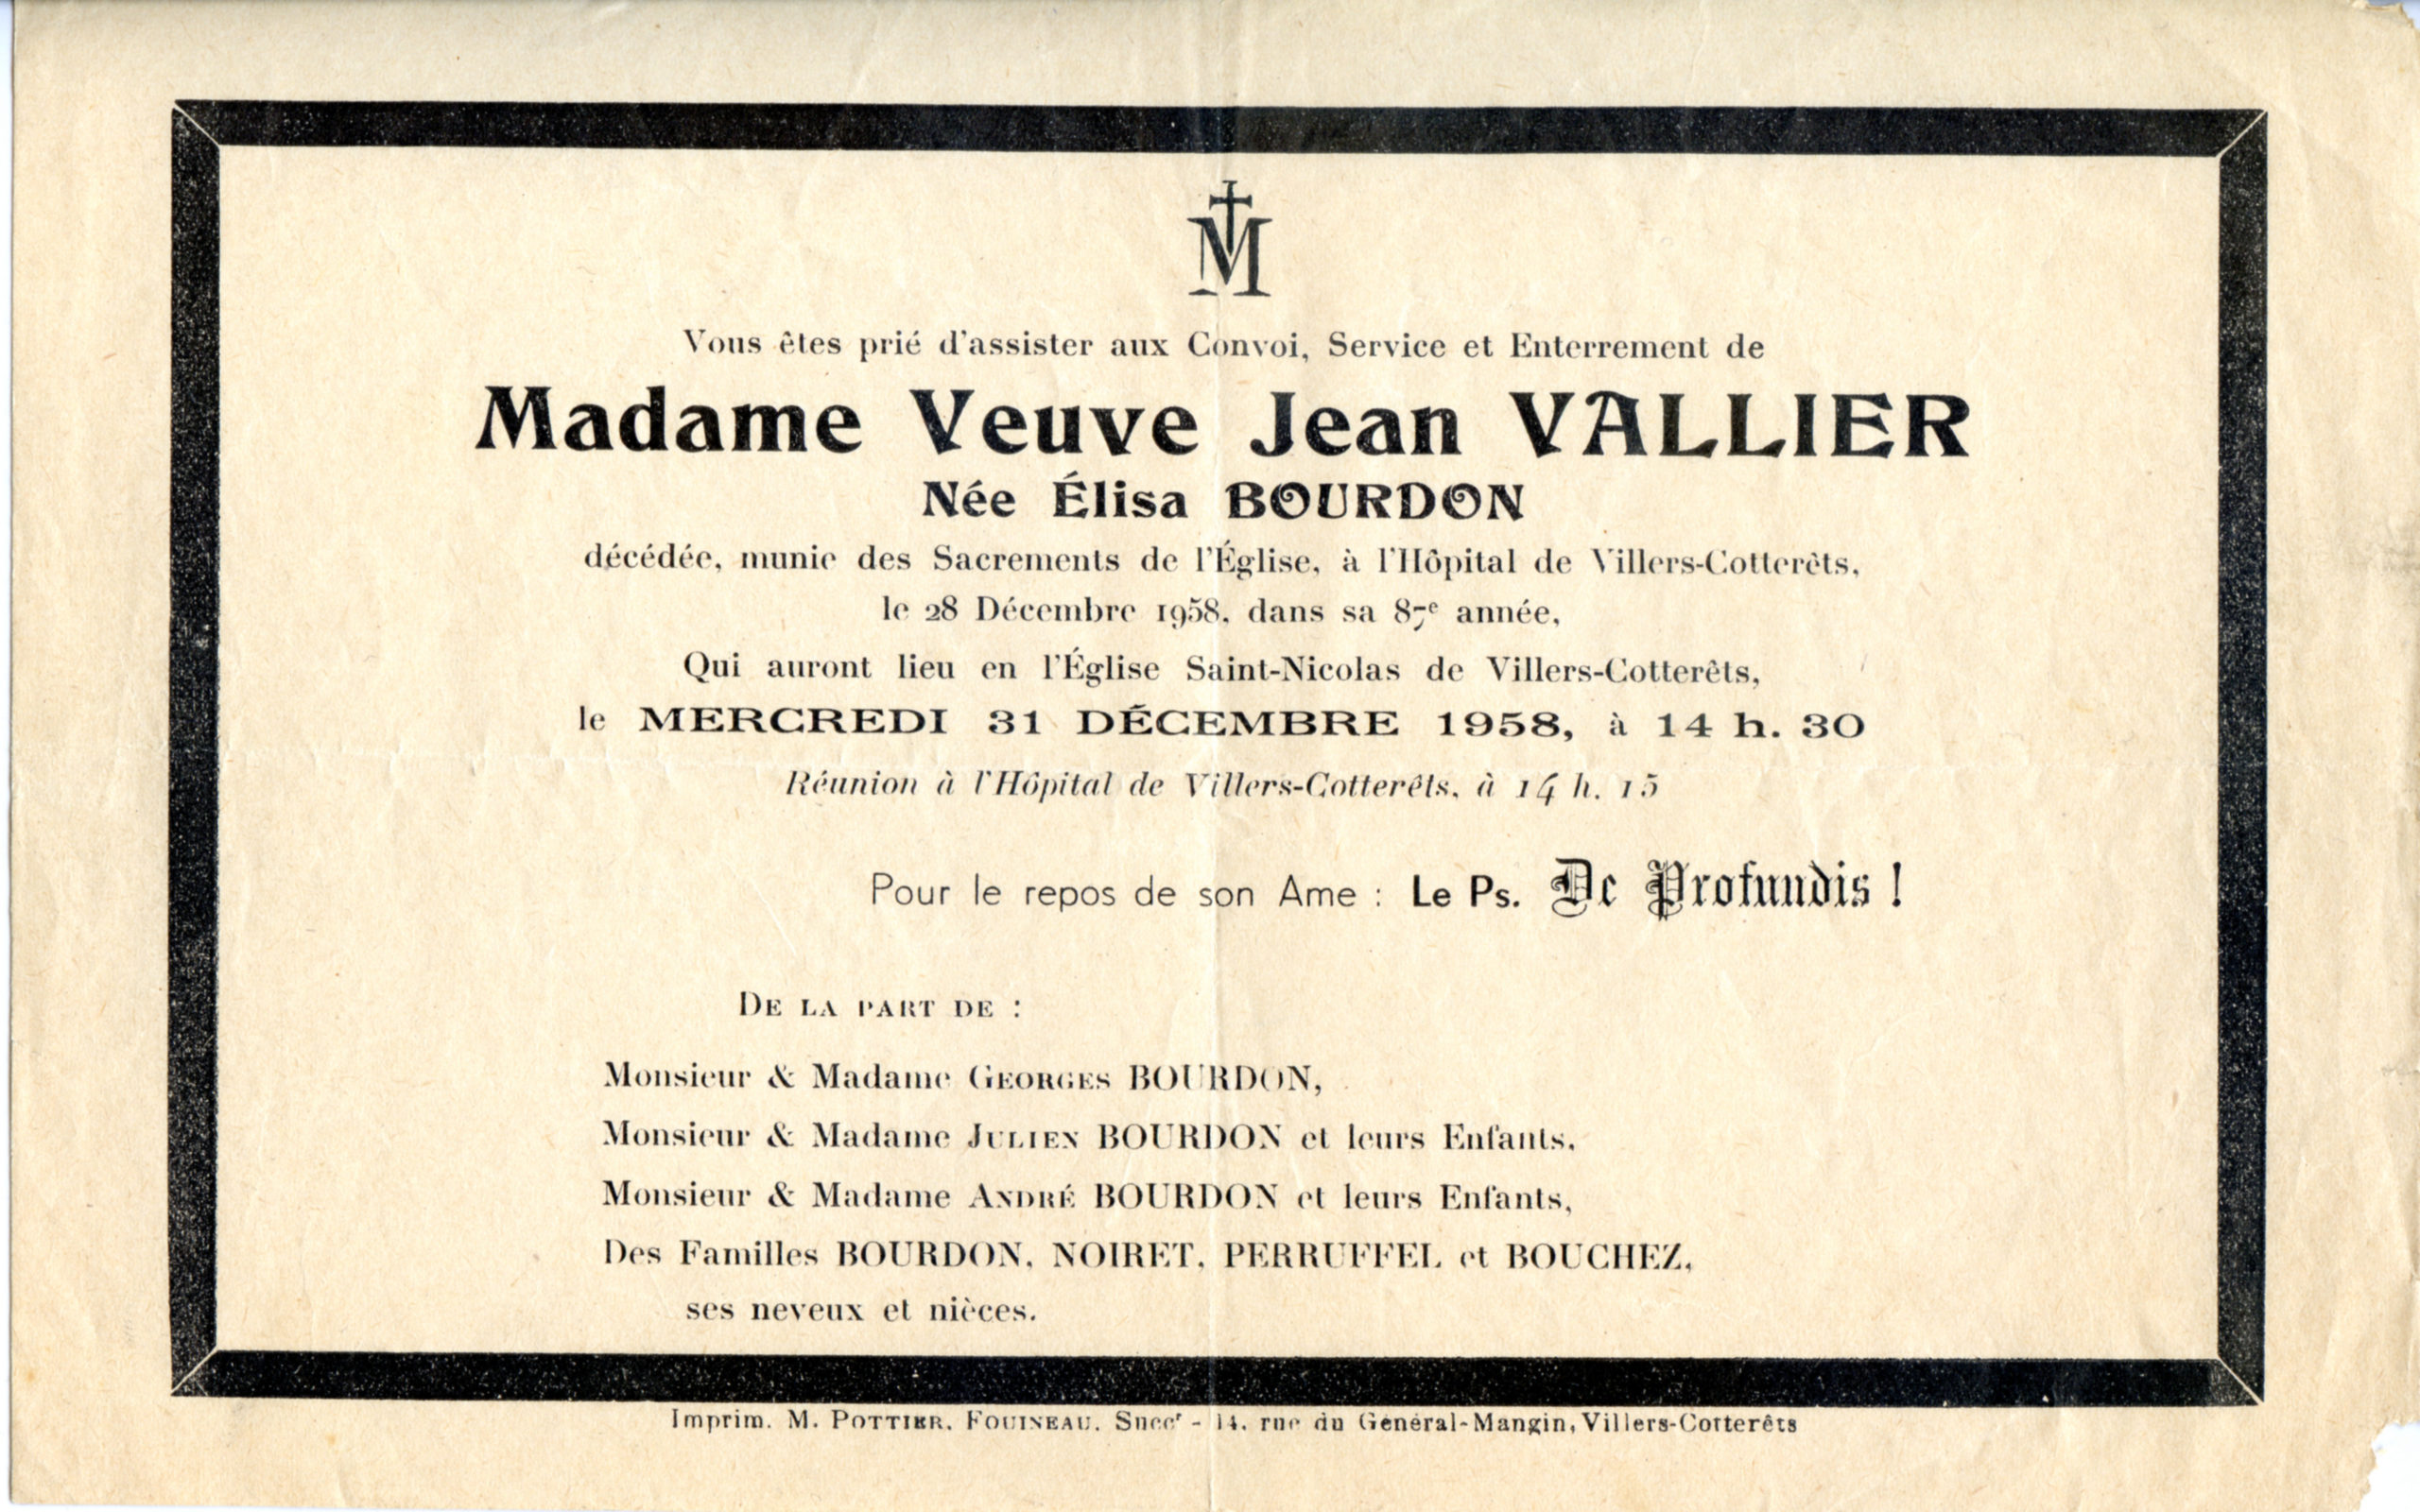 M
Vous êtes prié d'assister aux Convoi, Service et Enterrement de
Madame Veuve Jean VALLIER
Née Élisa BOURDON
décédée, munie des Sacrements de l'Église, à l'Hôpital de Villers-Cotterêts,
le 28 Décembre 1958, dans sa 87e année,
Qui auront lieu en l'Église Saint-Nicolas de Villers-Cotterêts,
le MERCREDI 31 DÉCEMBRE 1958, à 14 h. 30
Réunion à l'Hôpital de Villers-Cotterêts, à 14 h. 15
Pour le repos de son Ame : Le Ps. De Profundis !
DE LA PART DE :
Monsieur & Madame GEORGES BOURDON,
Monsieur & Madame JULIEN BOURDON et leurs Enfants,
Monsieur & Madame ANDRÉ BOURDON et leurs Enfants,
Des Familles BOURDON, NOIRET, PERRUFFEL et BOUCHEZ,
ses neveux et nièces.
Imprim. M. POTTIER, FOUINEAU, Succr - 14, rue du Général-Mangin, Villers-Cotterêts